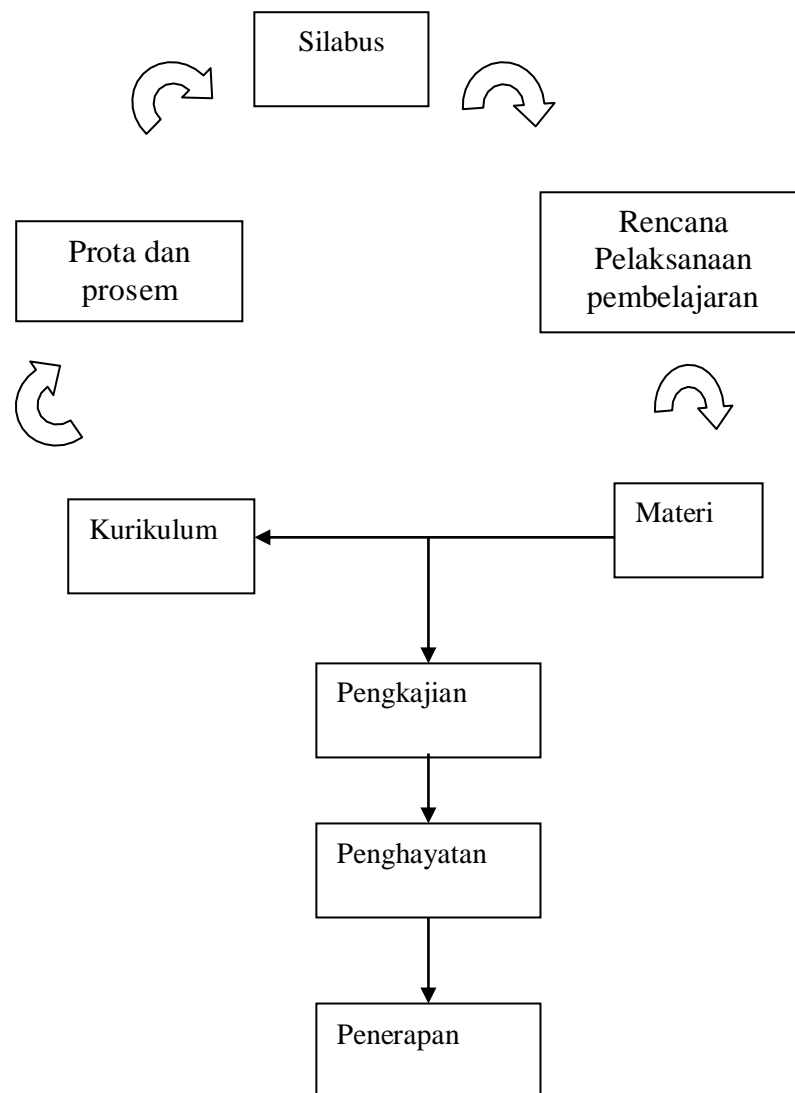 Silabus
Prota dan
prosem
Rencana
Pelaksanaan
pembelajaran
Kurikulum
Materi
Pengkajian
Penghayatan
Penerapan